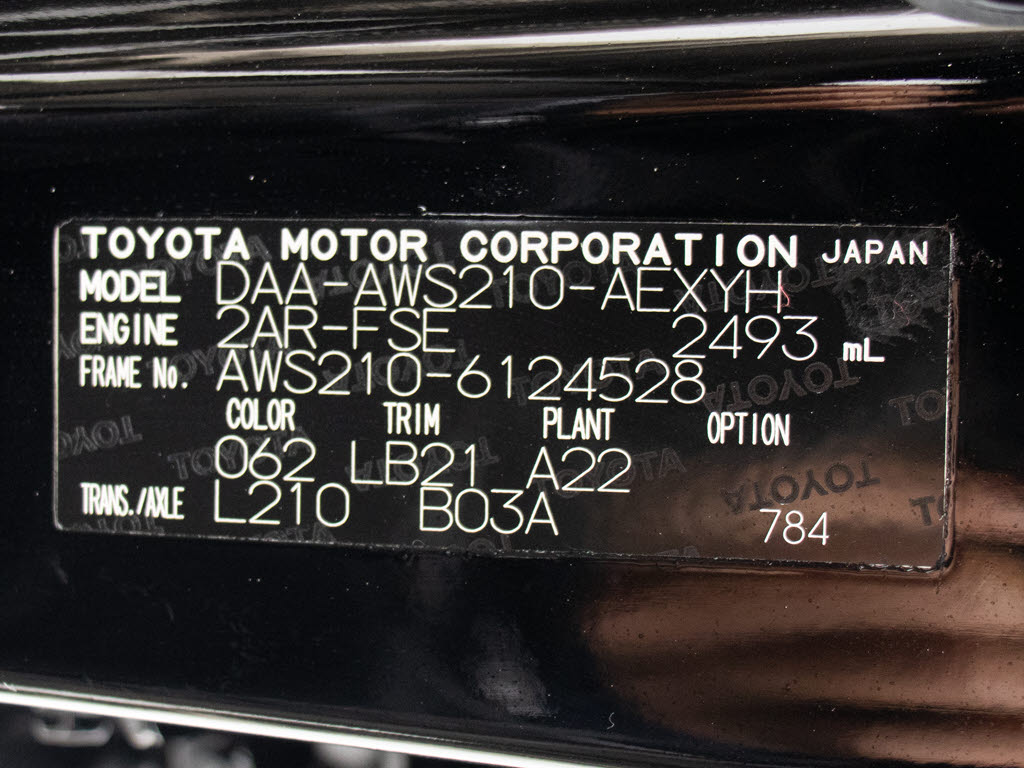 TOYOTA MOTOR CORPORATION JAPAN
MODEL DAA-AWS210-AEXYH
ENGINE 2AR-FSE 2493 mL
FRAME No. AWS210-6124528
COLOR TRIM PLANT OPTION
062 LB21 A22
TRANS./AXLE L210 B03A 784